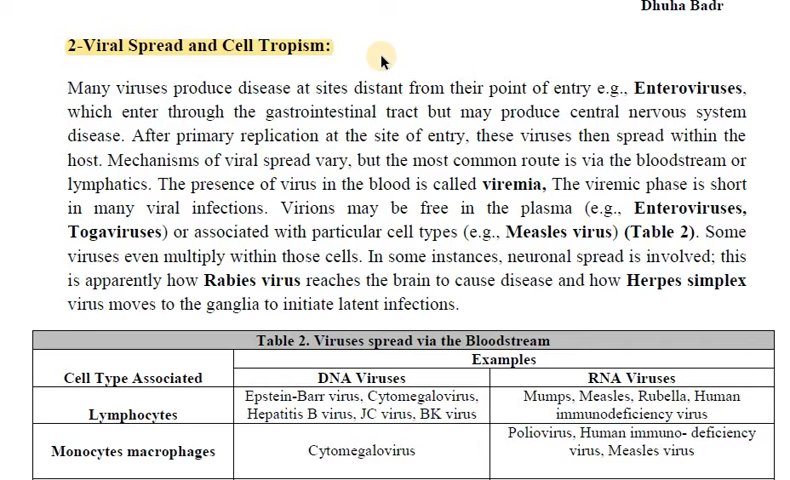 Dhuha Badr
2-Viral Spread and Cell Tropism:
Many viruses produce disease at sites distant from their point of entry e.g., Enteroviruses,
which enter through the gastrointestinal tract but may produce central nervous system
disease. After primary replication at the site of entry, these viruses then spread within the
host. Mechanisms of viral spread vary, but the most common route is via the bloodstream or
lymphatics. The presence of virus in the blood is called viremia, The viremic phase is short
in many viral infections. Virions may be free in the plasma (e.g., Enteroviruses,
Togaviruses) or associated with particular cell types (e.g., Measles virus) (Table 2). Some
viruses even multiply within those cells. In some instances, neuronal spread is involved; this
is apparently how Rabies virus reaches the brain to cause disease and how Herpes simplex
virus moves to the ganglia to initiate latent infections.
Table 2. Viruses spread via the Bloodstream
Examples
Cell Type Associated DNA Viruses RNA Viruses
Epstein-Barr virus, Cytomegalovirus, Mumps, Measles, Rubella, Human
Lymphocytes Hepatitis B virus, JC virus, BK virus immunodeficiency virus
Poliovirus, Human immuno- deficiency
Monocytes macrophages Cytomegalovirus virus, Measles virus